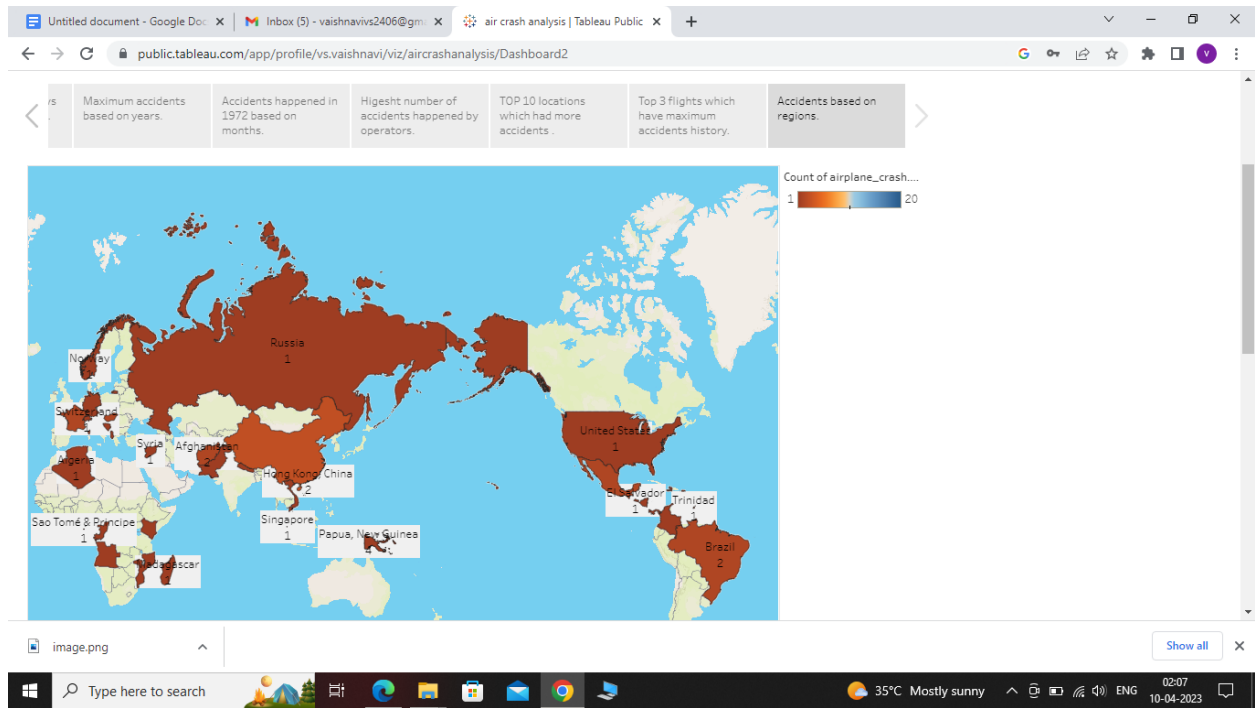 Untitled document - Google Doc
Inbox (5) - vaishnavivs2406@gm
air crash analysis | Tableau Public
public.tableau.com/app/profile/vs.vaishnavi/viz/aircrashanalysis/Dashboard2
V
Maximum accidents
based on years.
Accidents happened in
1972 based on
months.
Higesht number of
accidents happened by
operators.
TOP 10 locations
which had more
accidents .
Top 3 flights which
have maximum
accidents history.
Accidents based on
regions.
Count of airplane_crash....
1 20
Russia
1
Norway
Switzerland
Syria
1
Afghanistan
2
Algeria
1
Hong Kong, China
2
United States
1
El Salvador
1
Trinidad
1
Sao Tomé & Principe
1
Singapore
1
Papua, New Guinea
Madagascar
Brazil
2
image.png
Show all
Type here to search
35°C Mostly sunny
ENG
02:07
10-04-2023